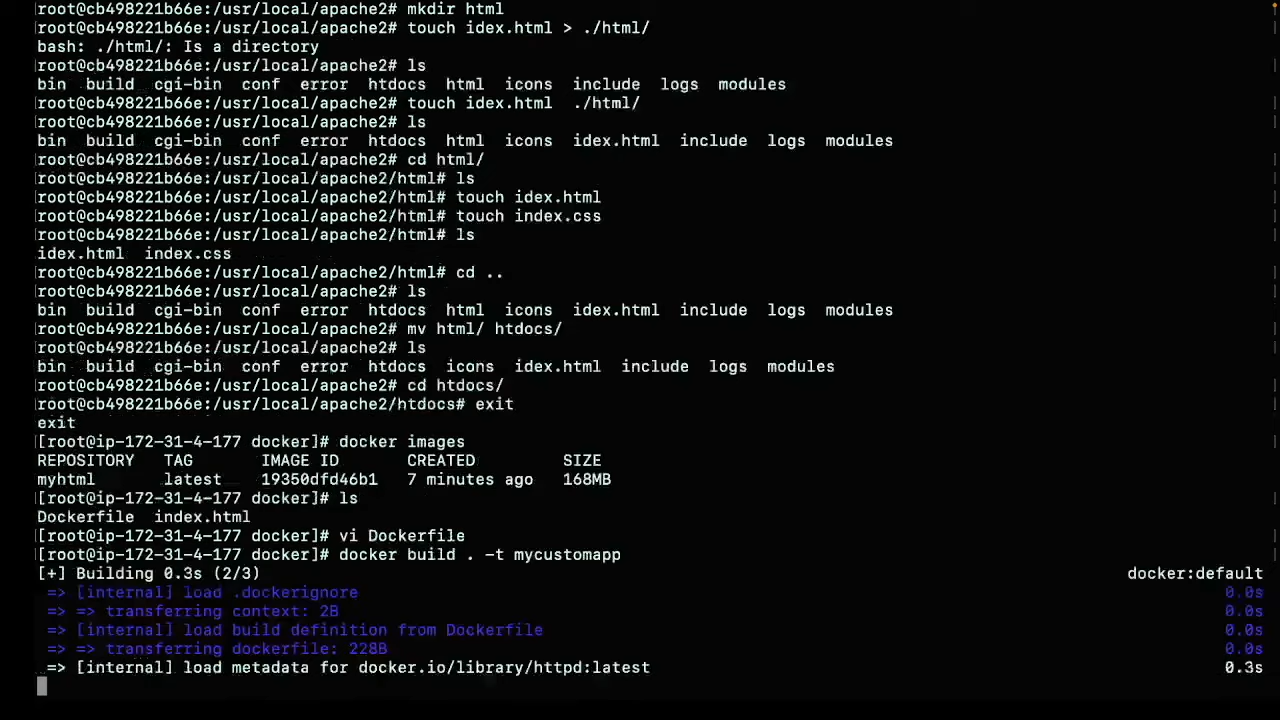 root@cb498221b66e:/usr/local/apache2# mkdir html
root@cb498221b66e:/usr/local/apache2# touch idex.html > ./html/
bash: ./html/: Is a directory
root@cb498221b66e:/usr/local/apache2# ls
bin build cgi-bin conf error htdocs html icons include logs modules
root@cb498221b66e:/usr/local/apache2# touch idex.html ./html/
root@cb498221b66e:/usr/local/apache2# ls
bin build cgi-bin conf error htdocs html icons idex.html include logs modules
root@cb498221b66e:/usr/local/apache2# cd html/
root@cb498221b66e:/usr/local/apache2/html# ls
root@cb498221b66e:/usr/local/apache2/html# touch idex.html
root@cb498221b66e:/usr/local/apache2/html# touch index.css
root@cb498221b66e:/usr/local/apache2/html# ls
idex.html index.css
root@cb498221b66e:/usr/local/apache2/html# cd ..
root@cb498221b66e:/usr/local/apache2# ls
bin build cgi-bin conf error htdocs html icons idex.html include logs modules
root@cb498221b66e:/usr/local/apache2# mv html/ htdocs/
root@cb498221b66e:/usr/local/apache2# ls
bin build cgi-bin conf error htdocs icons idex.html include logs modules
root@cb498221b66e:/usr/local/apache2# cd htdocs/
root@cb498221b66e:/usr/local/apache2/htdocs# exit
exit
[root@ip-172-31-4-177 docker]# docker images
REPOSITORY TAG IMAGE ID CREATED SIZE
myhtml latest 19350dfd46b1 7 minutes ago 168MB
[root@ip-172-31-4-177 docker]# ls
Dockerfile index.html
[root@ip-172-31-4-177 docker]# vi Dockerfile
[root@ip-172-31-4-177 docker]# docker build . -t mycustomapp
[+] Building 0.3s (2/3) docker:default
=> [internal] load .dockerignore 0.0s
=> => transferring context: 2B 0.0s
=> [internal] load build definition from Dockerfile 0.0s
=> => transferring dockerfile: 228B 0.0s
=> [internal] load metadata for docker.io/library/httpd:latest 0.3s